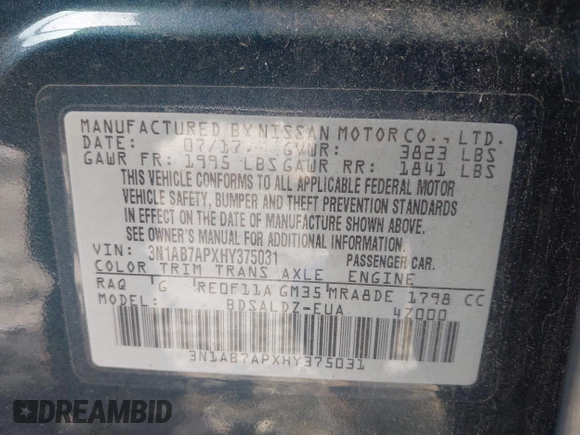 MANUFACTURED BY NISSAN MOTOR CO., LTD.
DATE: 07/17 GVWR: 3823 LBS
GAWR FR: 1995 LBS GAWR RR: 1841 LBS
THIS VEHICLE CONFORMS TO ALL APPLICABLE FEDERAL MOTOR
VEHICLE SAFETY, BUMPER AND THEFT PREVENTION STANDARDS
IN EFFECT ON THE DATE OF MANUFACTURE SHOWN ABOVE.
SEE OWNER'S MANUAL FOR ADDITIONAL INFORMATION.
VIN: 3N1AB7APXHY375031 PASSENGER CAR.
COLOR TRIM TRANS AXLE ENGINE
RAQ G RE0F11A GM35 MRA8DE 1798 CC
MODEL: BDSALDZ-EUA 4Z000
3N1AB7APXHY375031
DREAMBID